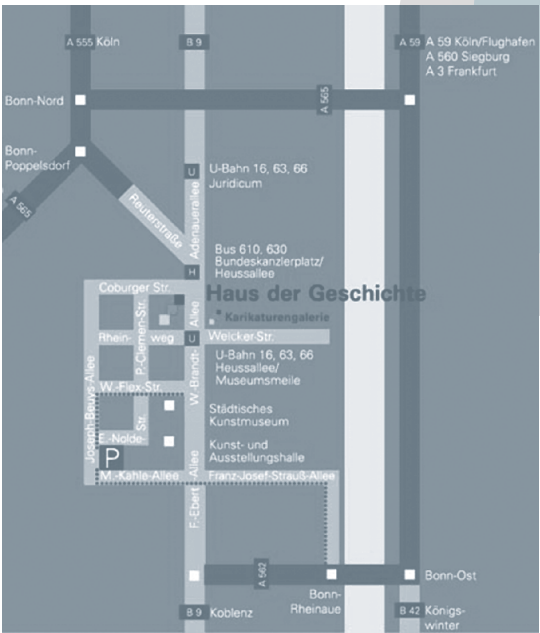 A 555 Köln
B 9
A 59 A 59 Köln/Flughafen
A 560 Siegburg
A 3 Frankfurt
Bonn-Nord
A 565
Bonn-
Poppelsdorf
A 565
Reuterstraße
Adenauerallee
U U-Bahn 16, 63, 66
Juridicum
H
Bus 610, 630
Bundeskanzlerplatz/
Heussallee
Coburger Str.
Haus der Geschichte
Karikaturengalerie
P.-Clemen-Str.
W.-Brandt-Allee
Rhein-weg
U
Welcker-Str.
U-Bahn 16, 63, 66
Heussallee/
Museumsmeile
Joseph-Beuys-Allee
W.-Flex-Str.
Städtisches
Kunstmuseum
E.-Nolde-Str.
Kunst- und
Ausstellungshalle
P
M.-Kahle-Allee
Franz-Josef-Strauß-Allee
F.-Ebert-Allee
A 562
Bonn-Ost
Bonn-
Rheinaue
B 9 Koblenz
B 42 Königs-
winter